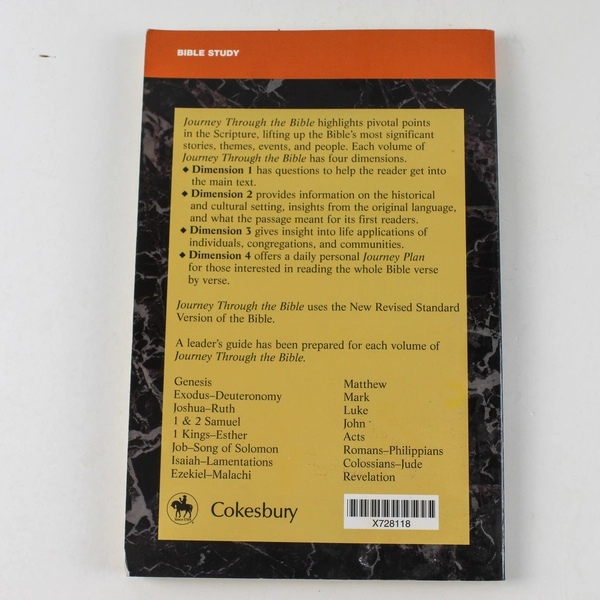 BIBLE STUDY
Journey Through the Bible highlights pivotal points
in the Scripture, lifting up the Bible's most significant
stories, themes, events, and people. Each volume of
Journey Through the Bible has four dimensions.
◆ Dimension 1 has questions to help the reader get into
the main text.
◆ Dimension 2 provides information on the historical
and cultural setting, insights from the original language,
and what the passage meant for its first readers.
◆ Dimension 3 gives insight into life applications of
individuals, congregations, and communities.
◆ Dimension 4 offers a daily personal Journey Plan
for those interested in reading the whole Bible verse
by verse.
Journey Through the Bible uses the New Revised Standard
Version of the Bible.
A leader's guide has been prepared for each volume of
Journey Through the Bible.
Genesis
Exodus–Deuteronomy
Joshua–Ruth
1 & 2 Samuel
1 Kings–Esther
Job–Song of Solomon
Isaiah–Lamentations
Ezekiel–Malachi
Matthew
Mark
Luke
John
Acts
Romans–Philippians
Colossians–Jude
Revelation
Cokesbury
X728118